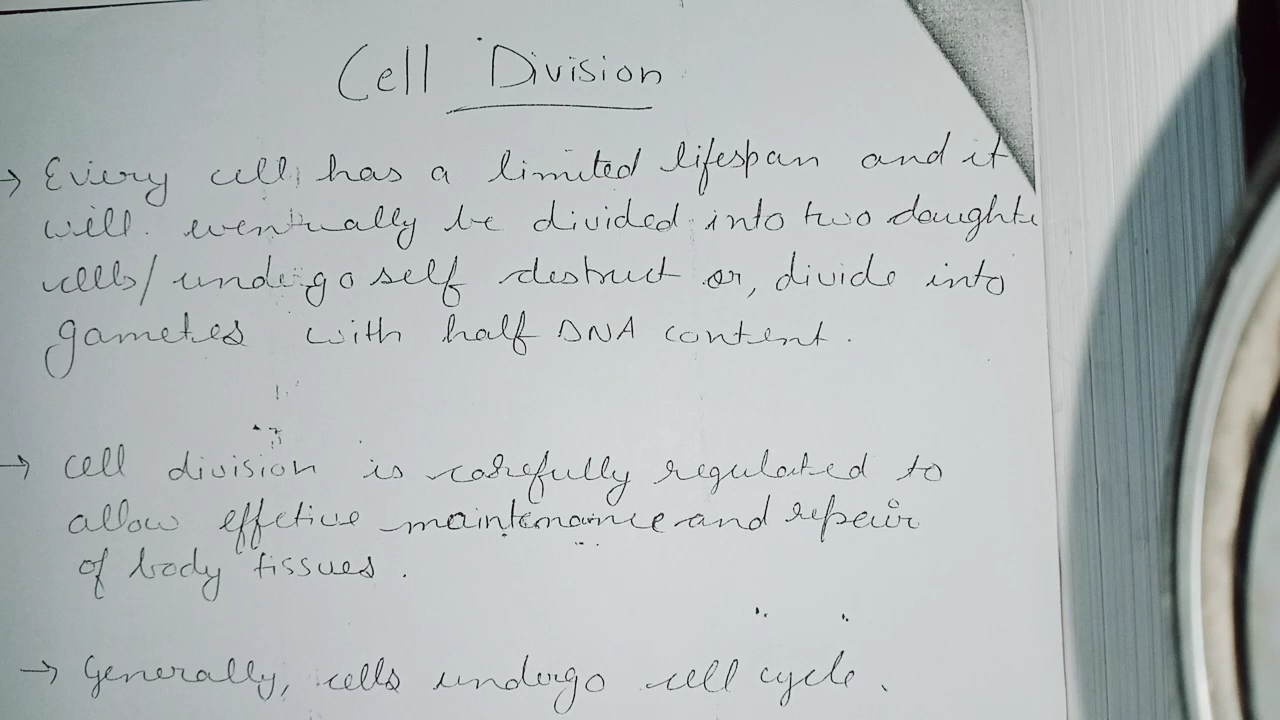 Cell Division
→ Every cell has a limited lifespan and it
will eventually be divided into two daughte
cells/ undergo self destruct or, divide into
gametes with half DNA content.
→ cell division is carefully regulated to
allow effctive maintenance and repair
of body tissues.
→ Generally, cells undergo cell cycle.